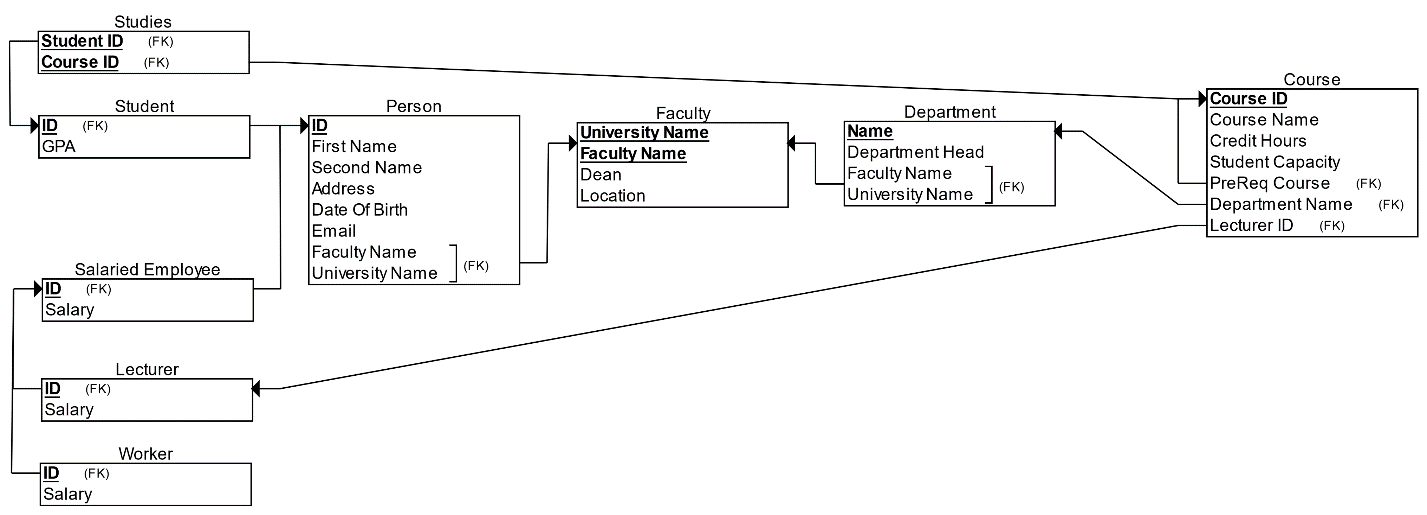 Studies
Student ID (FK)
Course ID (FK)
Student
ID (FK)
GPA
Person
ID
First Name
Second Name
Address
Date Of Birth
Email
Faculty Name
University Name
(FK)
Faculty
University Name
Faculty Name
Dean
Location
Department
Name
Department Head
Faculty Name
University Name
(FK)
Course
Course ID
Course Name
Credit Hours
Student Capacity
PreReq Course (FK)
Department Name (FK)
Lecturer ID (FK)
Salaried Employee
ID (FK)
Salary
Lecturer
ID (FK)
Salary
Worker
ID (FK)
Salary